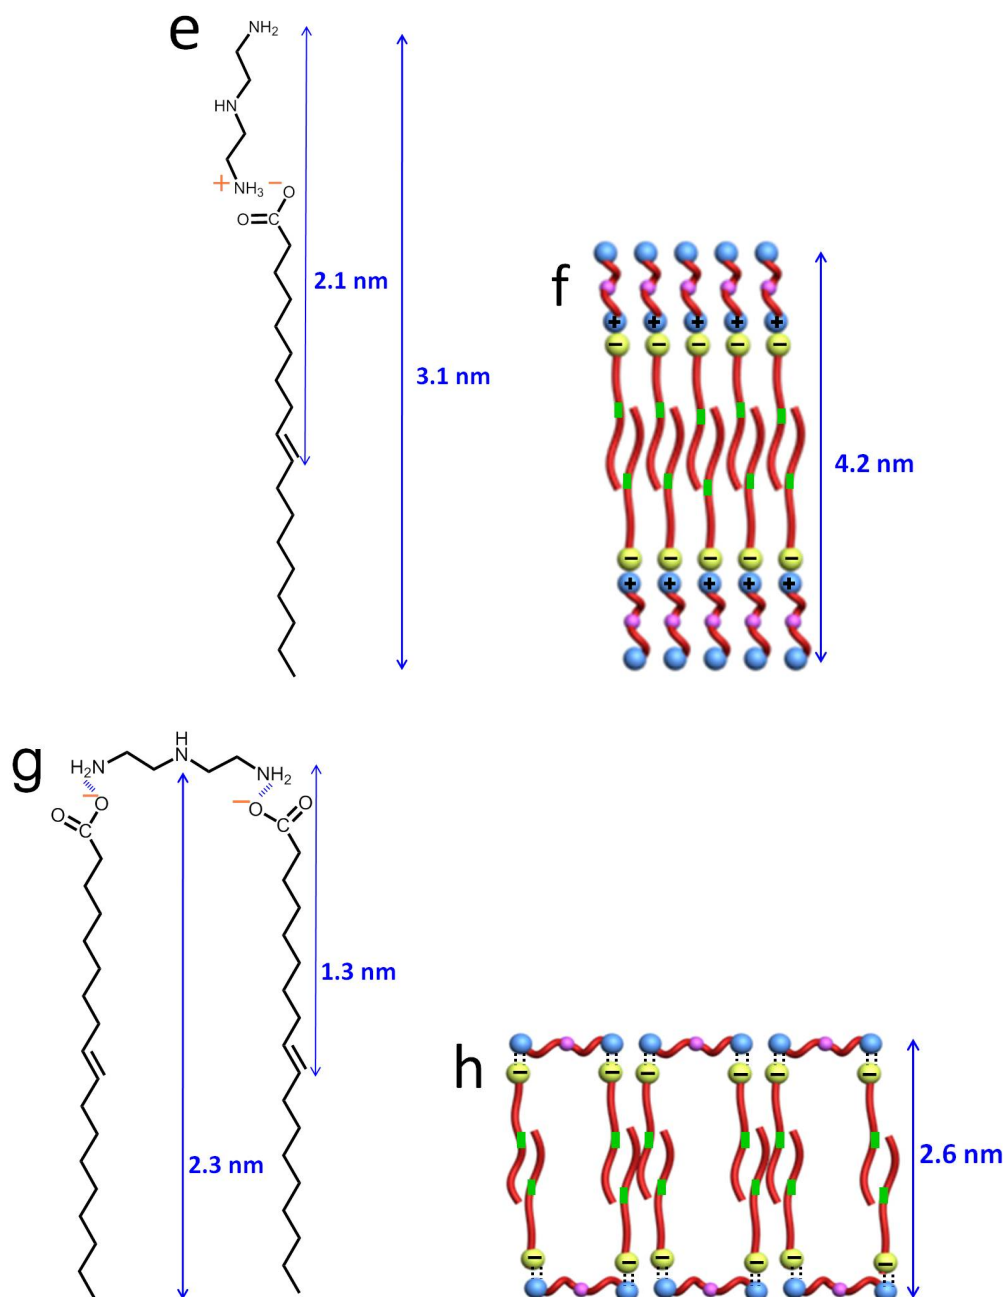 e
NH₂
HN
+ NH₃ − O
O=C
2.1 nm
3.1 nm
f
+ + + + +
− − − − −
4.2 nm
− − − − −
+ + + + +
g
H
H₂N N NH₂
− O − O O
O C C
1.3 nm
2.3 nm
h
− − − − − −
2.6 nm
− − − − − −